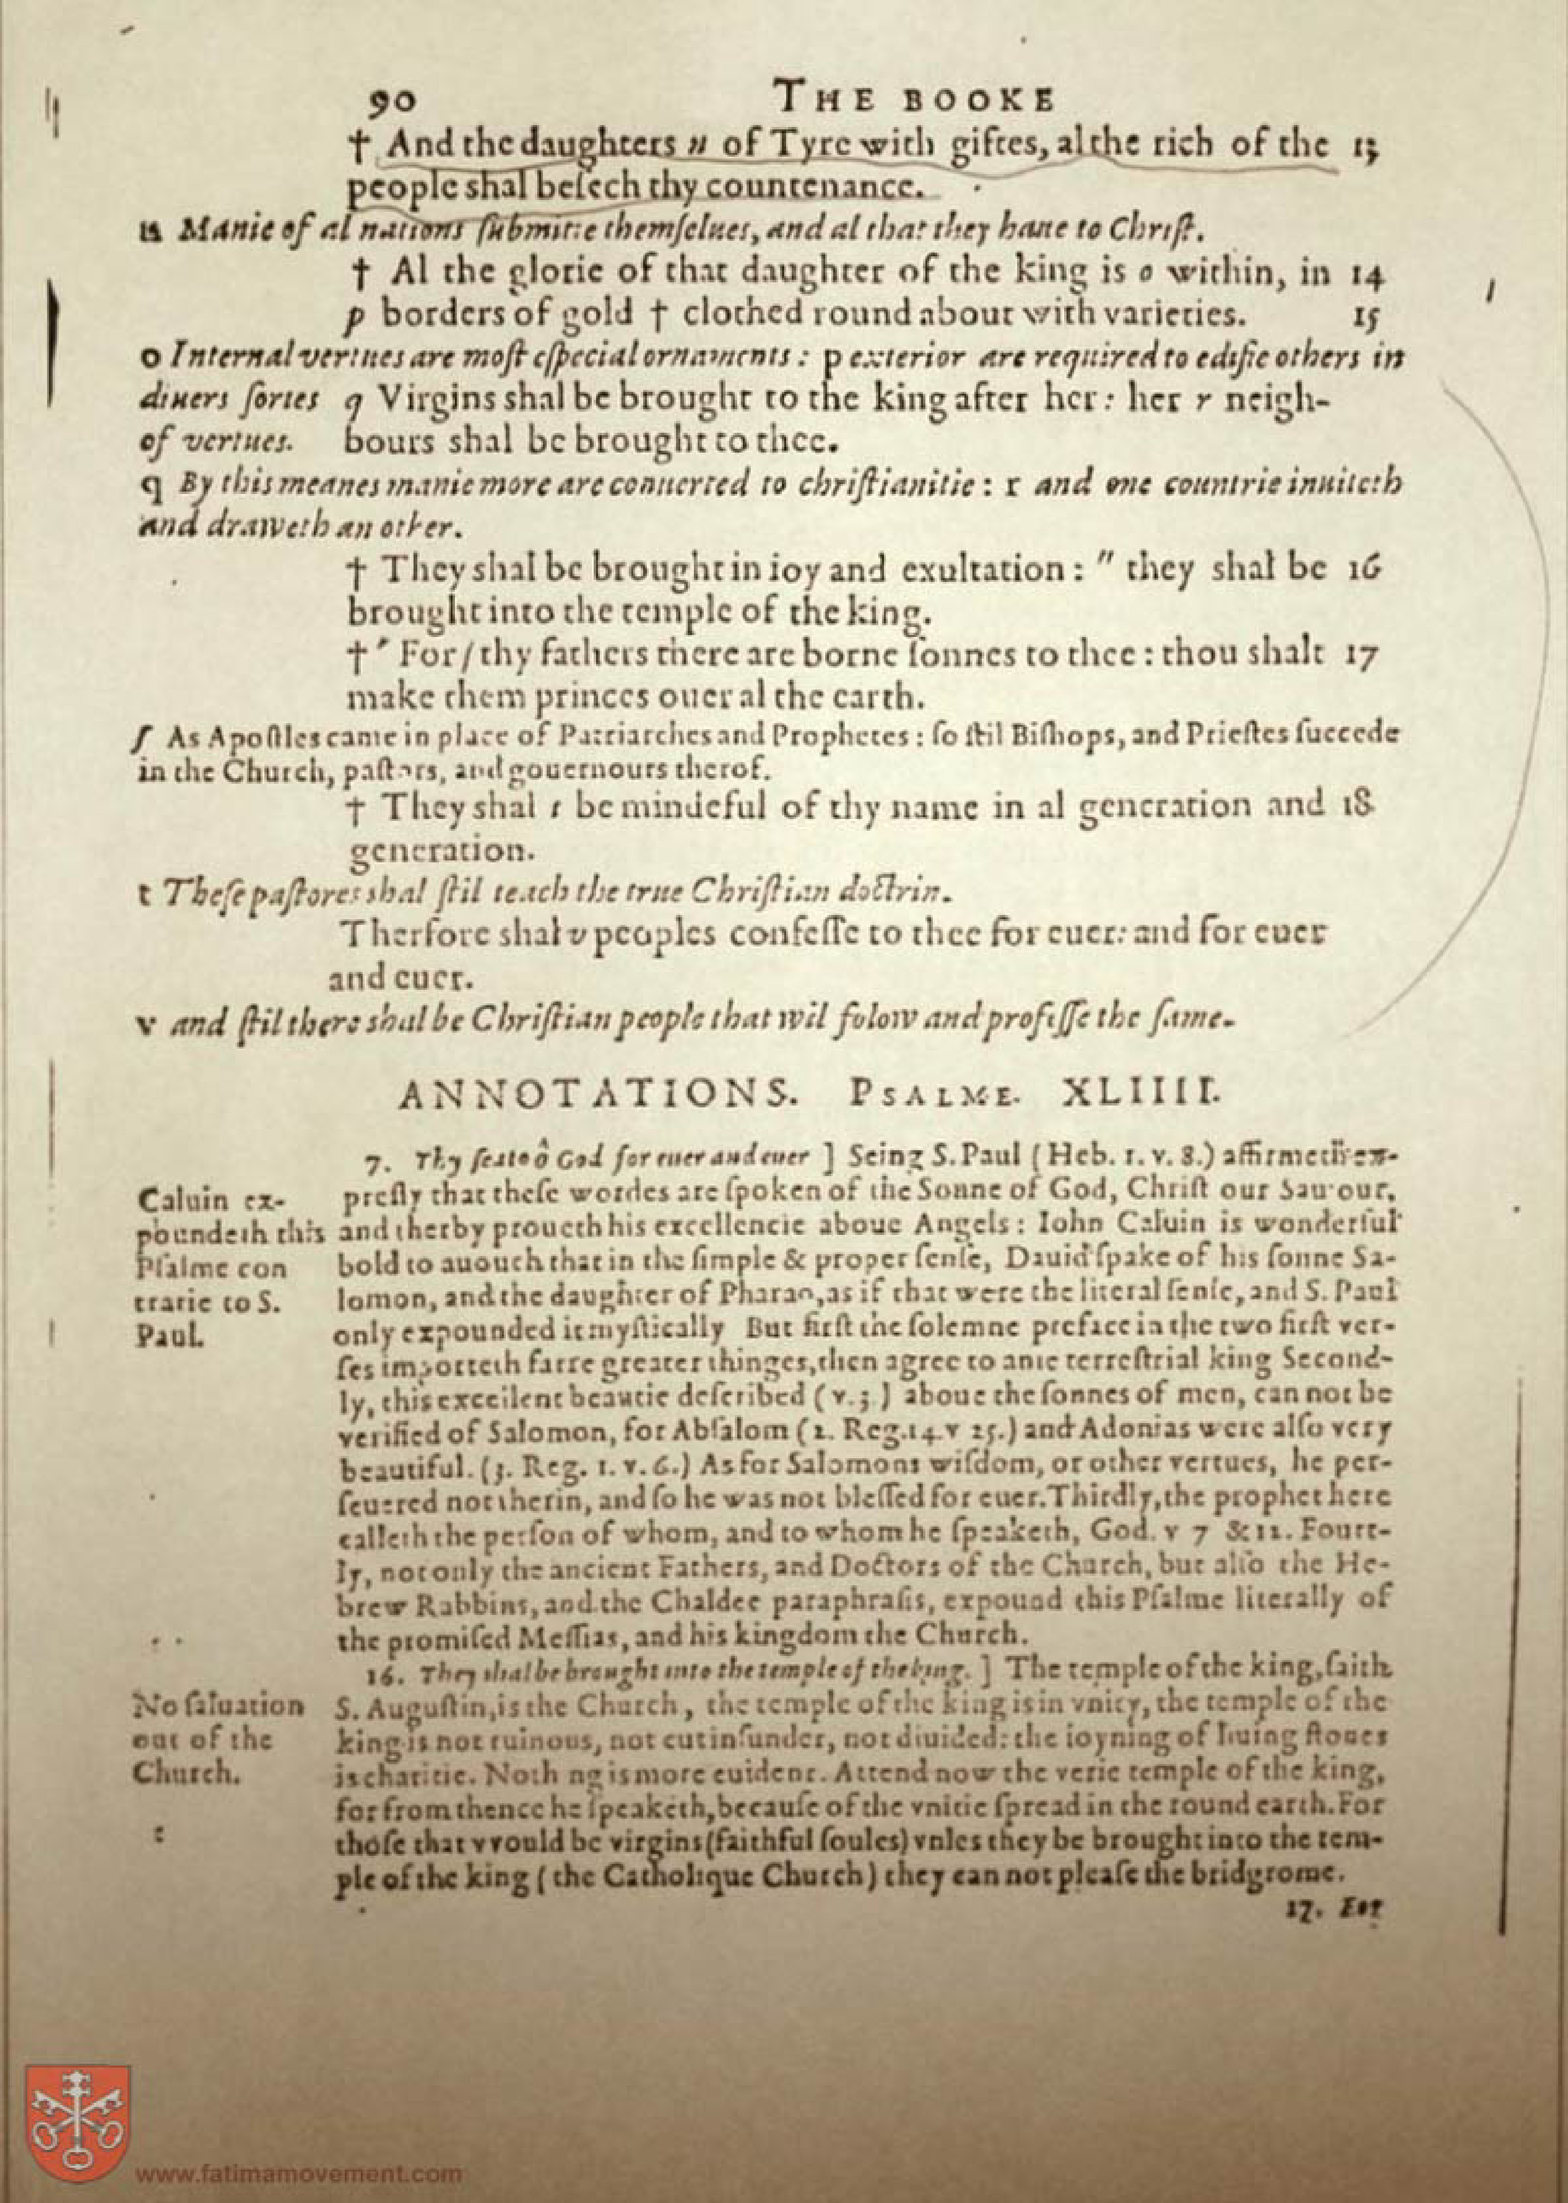 90 THE BOOKE
† And the daughters n of Tyre with giftes, al the rich of the 13
people shal beſech thy countenance.
n Manie of al nations ſubmitte themſelues, and al that they haue to Chriſt.
† Al the glorie of that daughter of the king is o within, in 14
p borders of gold † clothed round about with varieties. 15
o Internal vertues are moſt eſpecial ornaments : p exterior are required to edifie others in
diuers ſortes q Virgins shal be brought to the king after her: her r neigh-
of vertues. bours shal be brought to thee.
q By this meanes manie more are conuerted to chriſtianitie : r and one countrie inuiteth
and draweth an other.
† They shal be brought in ioy and exultation : " they shal be 16
brought into the temple of the king.
† " For ſ thy fathers there are borne ſonnes to thee : thou shalt 17
make them princes ouer al the earth.
ſ As Apoſtles came in place of Patriarches and Prophetes : ſo ſtil Biſhops, and Prieſtes ſuccede
in the Church, paſtors, and gouernours therof.
† They shal t be mindeful of thy name in al generation and 18
generation.
t Theſe paſtores shal ſtil teach the true Chriſtian doctrin.
Therfore shal v peoples confeſſe to thee for euer: and for euer
and euer.
v and ſtil there shal be Chriſtian people that wil folow and profeſſe the ſame.
ANNOTATIONS. PSALME. XLIIII.
7. Thy ſeate ô God for euer and euer ] Seing S. Paul ( Heb. 1. v. 8.) affirmeth ex-
Caluin ex- preſly that theſe wordes are ſpoken of the Sonne of God, Chriſt our Sauiour,
poundeth this and therby proueth his excellencie aboue Angels : Iohn Caluin is wonderful
Pſalme con bold to auouch that in the ſimple & proper ſenſe, Dauid ſpake of his ſonne Sa-
trarie to S. lomon, and the daughter of Pharao, as if that were the literal ſenſe, and S. Paul
Paul. only expounded it myſtically But firſt the ſolemne preface in the two firſt ver-
ſes importeth farre greater thinges, then agree to anie terreſtrial king Second-
ly, this excellent beautie deſcribed ( v. 3 ) aboue the ſonnes of men, can not be
verified of Salomon, for Abſalom ( 2. Reg. 14. v 25. ) and Adonias were alſo very
beautiful. (3. Reg. 1. v. 6.) As for Salomons wiſdom, or other vertues, he per-
ſeuered not therin, and ſo he was not bleſſed for euer. Thirdly, the prophet here
calleth the perſon of whom, and to whom he ſpeaketh, God. v 7 & 12. Fourt-
ly, not only the ancient Fathers, and Doctors of the Church, but alſo the He-
brew Rabbins, and the Chaldee paraphraſis, expound this Pſalme literally of
the promiſed Meſſias, and his kingdom the Church.
16. They shal be brought into the temple of the king. ] The temple of the king, ſaith
No ſaluation S. Auguſtin, is the Church, the temple of the king is in vnity, the temple of the
out of the king is not ruinous, not cut inſunder, not diuided: the ioyning of liuing ſtones
Church. is charitie. Nothing is more euident. Attend now the verie temple of the king,
for from thence he ſpeaketh, becauſe of the vnitie ſpread in the round earth. For
thoſe that vvould be virgins (faithful ſoules) vnles they be brought into the tem-
ple of the king ( the Catholique Church ) they can not pleaſe the bridgrome.
17. For
www.fatimamovement.com